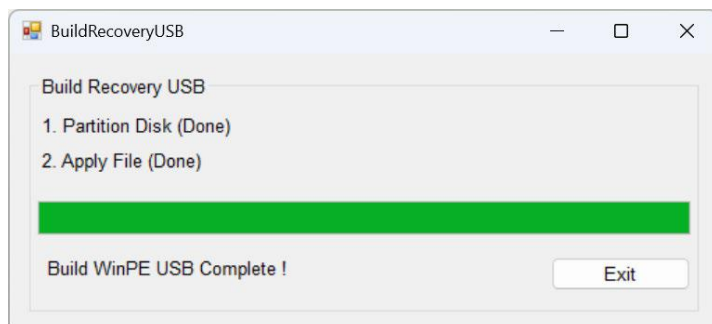 BuildRecoveryUSB
Build Recovery USB
1. Partition Disk (Done)
2. Apply File (Done)
Build WinPE USB Complete !
Exit